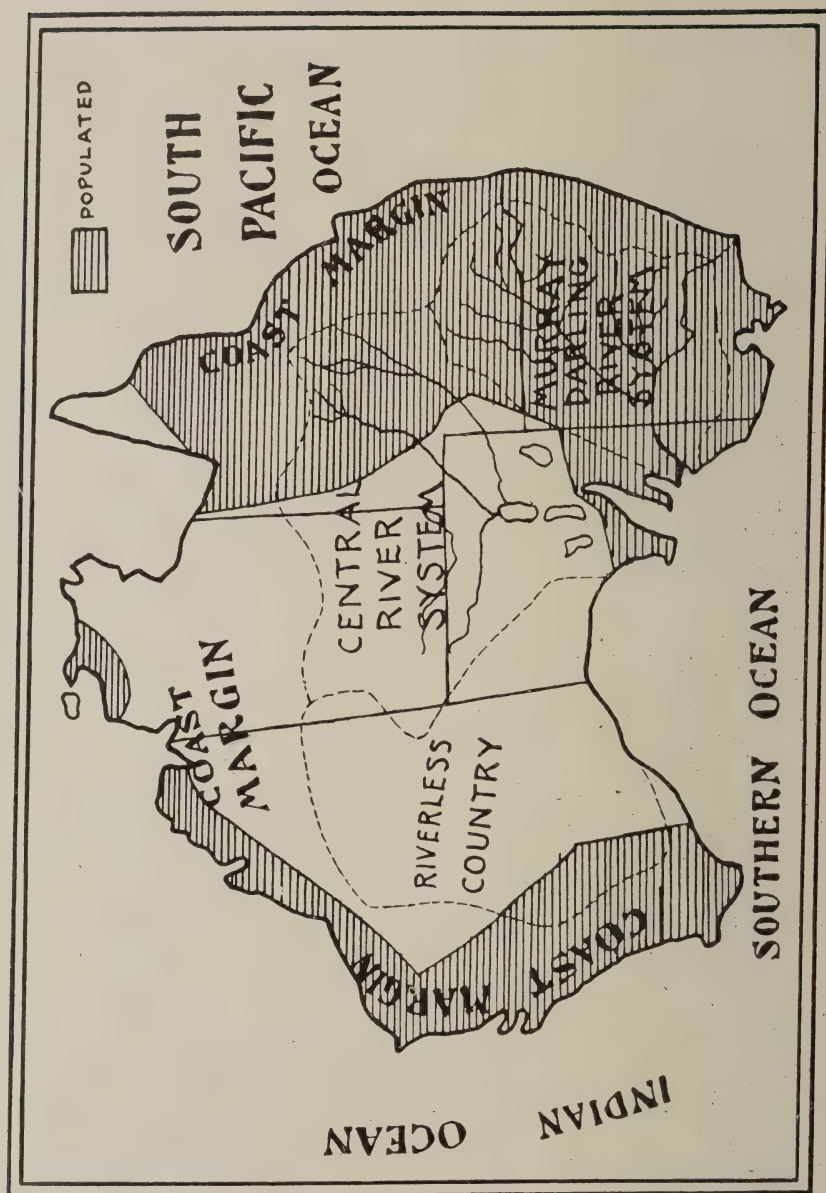 POPULATED
SOUTH
PACIFIC
OCEAN
COAST MARGIN
COAST
MARGIN
CENTRAL
RIVER
SYSTEM
MURRAY
DARLING
RIVER
SYSTEM
RIVERLESS
COUNTRY
COAST MARGIN
INDIAN OCEAN
SOUTHERN OCEAN